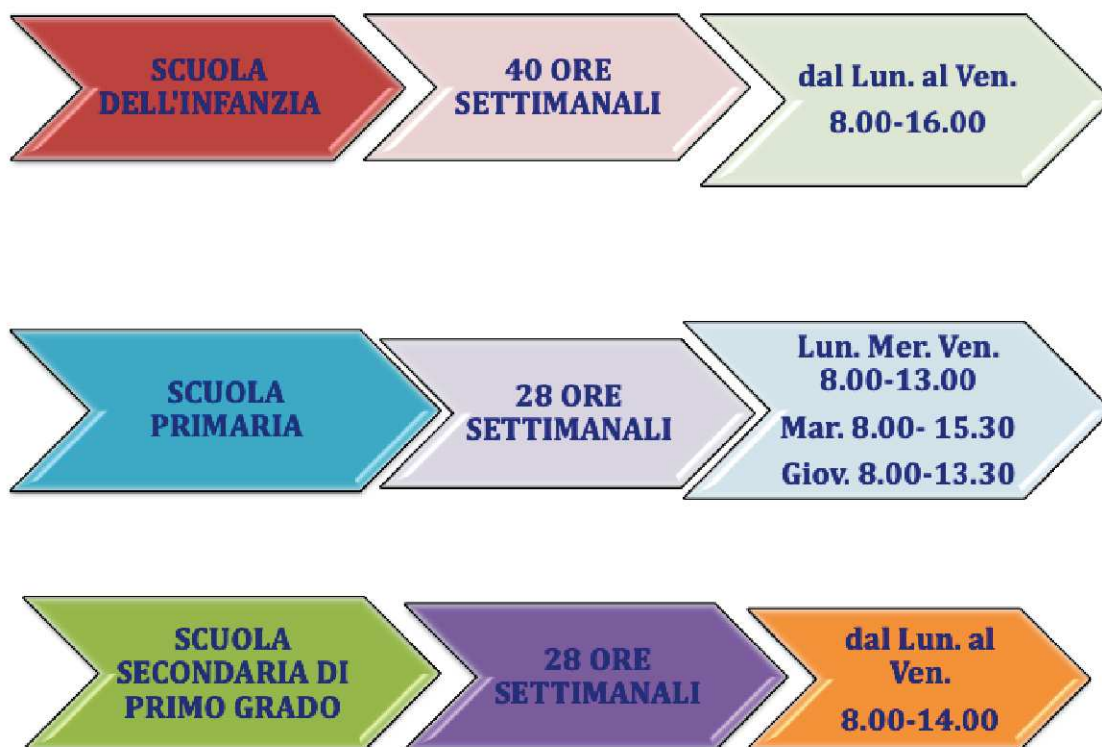 SCUOLA
DELL'INFANZIA
40 ORE
SETTIMANALI
dal Lun. al Ven.
8.00-16.00
SCUOLA
PRIMARIA
28 ORE
SETTIMANALI
Lun. Mer. Ven.
8.00-13.00
Mar. 8.00- 15.30
Giov. 8.00-13.30
SCUOLA
SECONDARIA DI
PRIMO GRADO
28 ORE
SETTIMANALI
dal Lun. al
Ven.
8.00-14.00